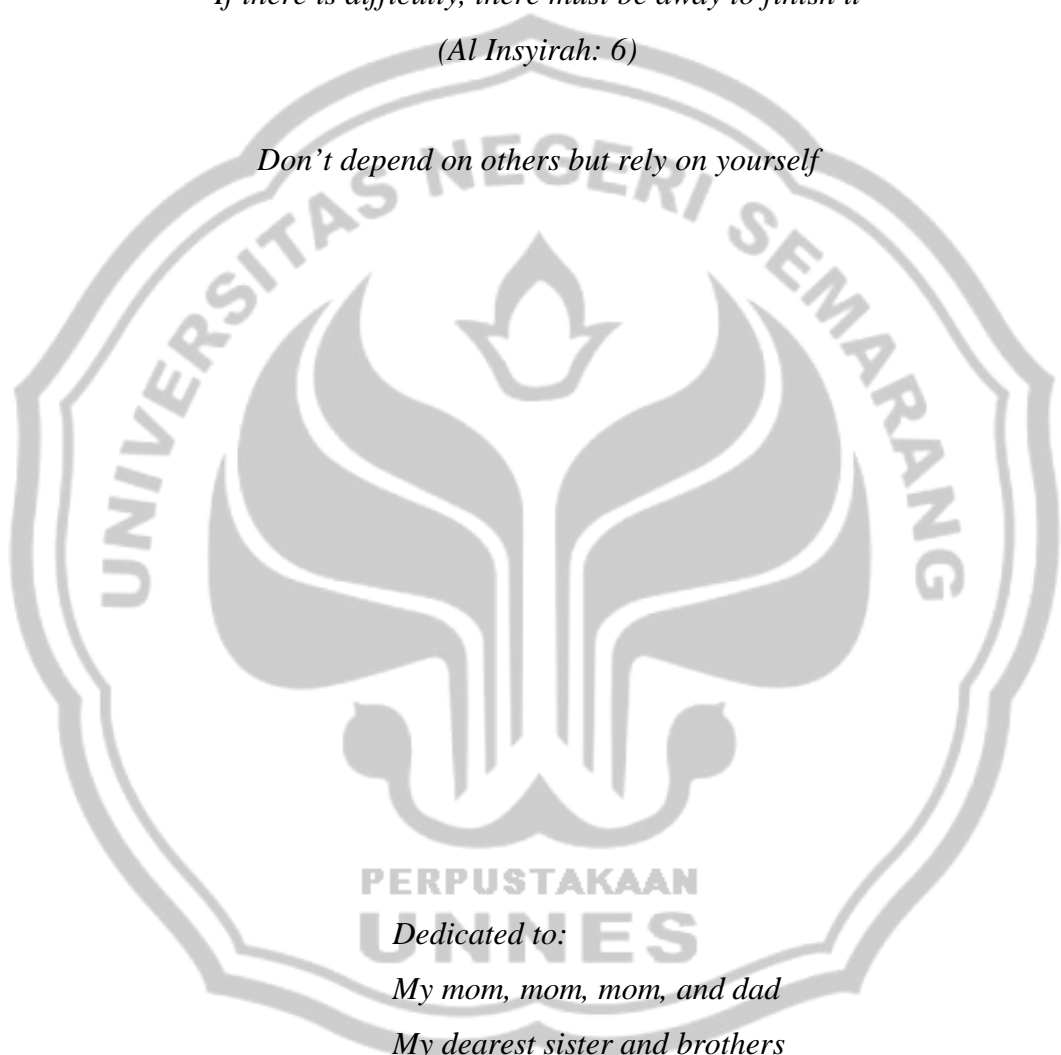 If there is difficulty, there must be away to finish it
(Al Insyirah: 6)
Don’t depend on others but rely on yourself
UNIVERSITAS NEGERI SEMARANG
PERPUSTAKAAN
UNNES
Dedicated to:
My mom, mom, mom, and dad
My dearest sister and brothers